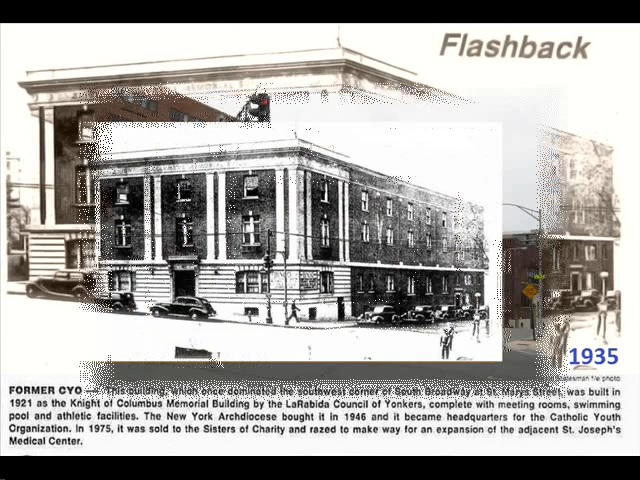 Flashback
1935
file photo
FORMER CYO — This building, which once dominated the southwest corner of South Broadway at St. Marys Street, was built in
1921 as the Knight of Columbus Memorial Building by the LaRabida Council of Yonkers, complete with meeting rooms, swimming
pool and athletic facilities. The New York Archdiocese bought it in 1946 and it became headquarters for the Catholic Youth
Organization. In 1975, it was sold to the Sisters of Charity and razed to make way for an expansion of the adjacent St. Joseph's
Medical Center.